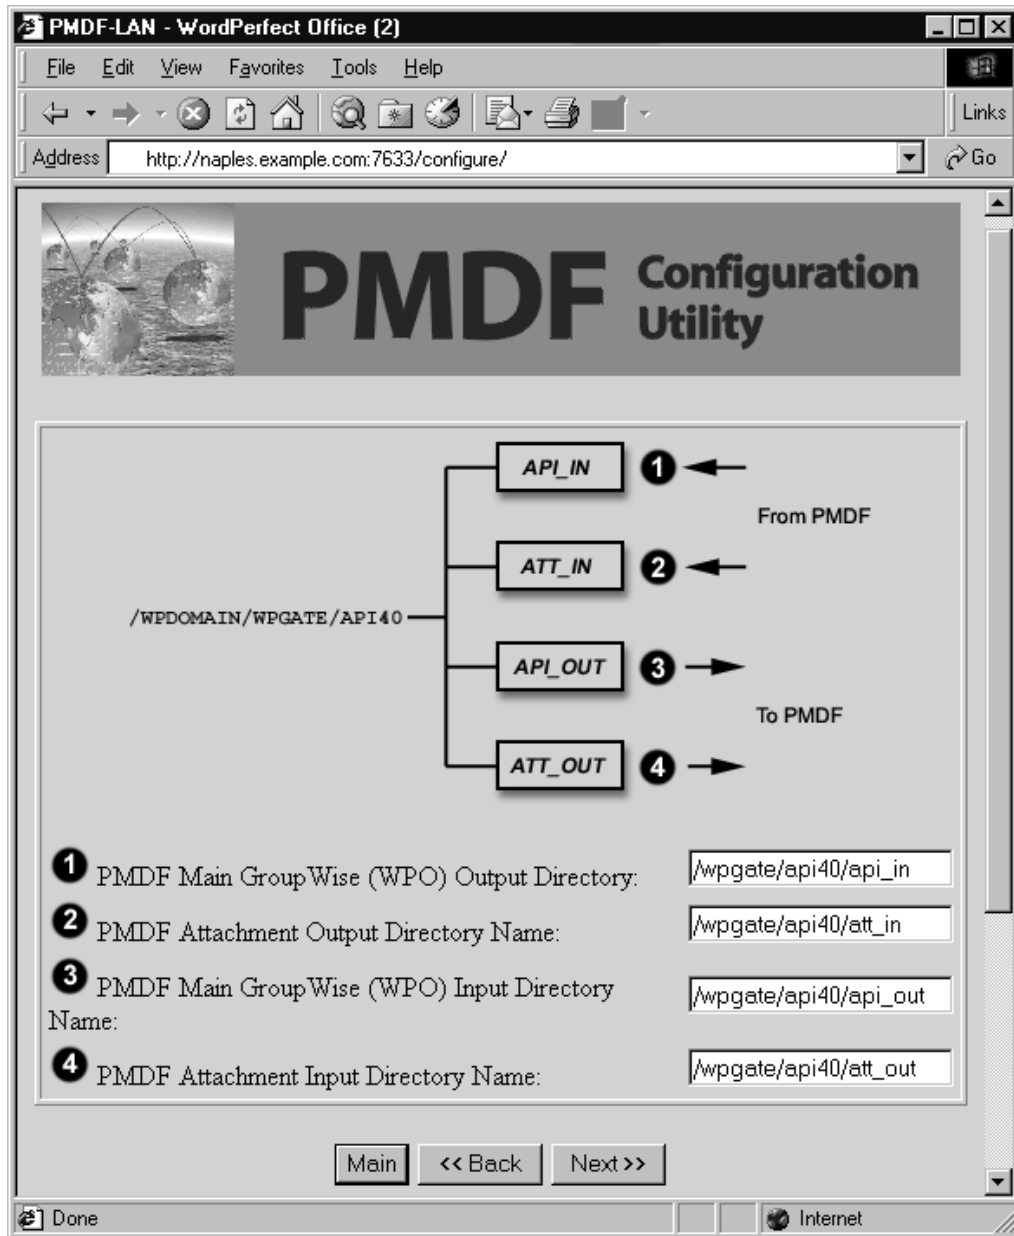 PMDF-LAN - WordPerfect Office (2)
File Edit View Favorites Tools Help
Links
Address http://naples.example.com:7633/configure/ Go
PMDF Configuration
Utility
API_IN 1
From PMDF
ATT_IN 2
/WPDOMAIN/WPGATE/API40
API_OUT 3
To PMDF
ATT_OUT 4
1 PMDF Main GroupWise (WPO) Output Directory: /wpgate/api40/api_in
2 PMDF Attachment Output Directory Name: /wpgate/api40/att_in
3 PMDF Main GroupWise (WPO) Input Directory
Name: /wpgate/api40/api_out
4 PMDF Attachment Input Directory Name: /wpgate/api40/att_out
Main << Back Next >>
Done Internet